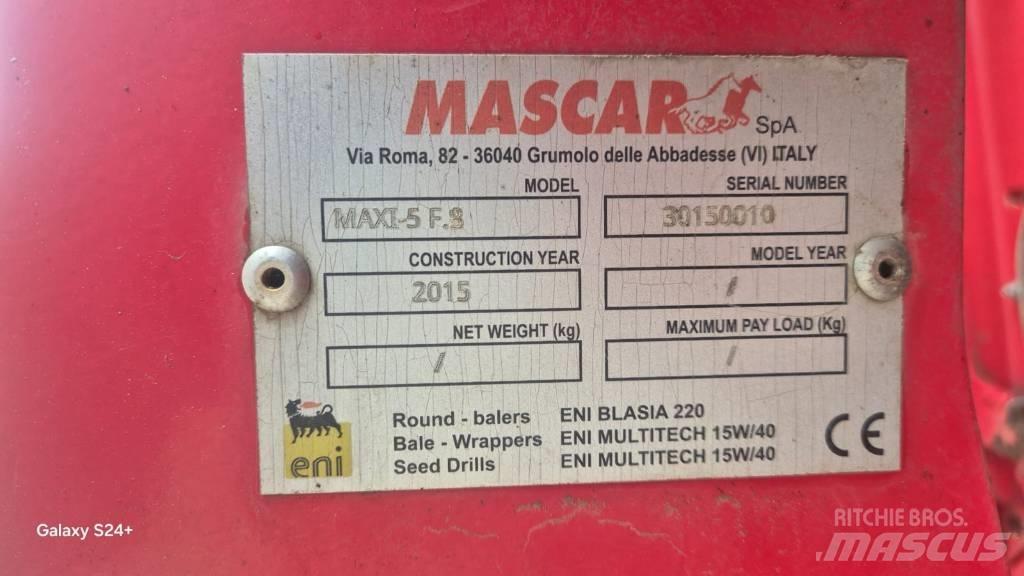 MASCAR SpA
Via Roma, 82 - 36040 Grumolo delle Abbadesse (VI) ITALY
MODEL
MAXI-5 F.8
SERIAL NUMBER
30150010
CONSTRUCTION YEAR
2015
MODEL YEAR
/
NET WEIGHT (kg)
/
MAXIMUM PAY LOAD (Kg)
/
eni
Round - balers ENI BLASIA 220
Bale - Wrappers ENI MULTITECH 15W/40
Seed Drills ENI MULTITECH 15W/40
CE
Galaxy S24+
RITCHIE BROS.
MASCUS